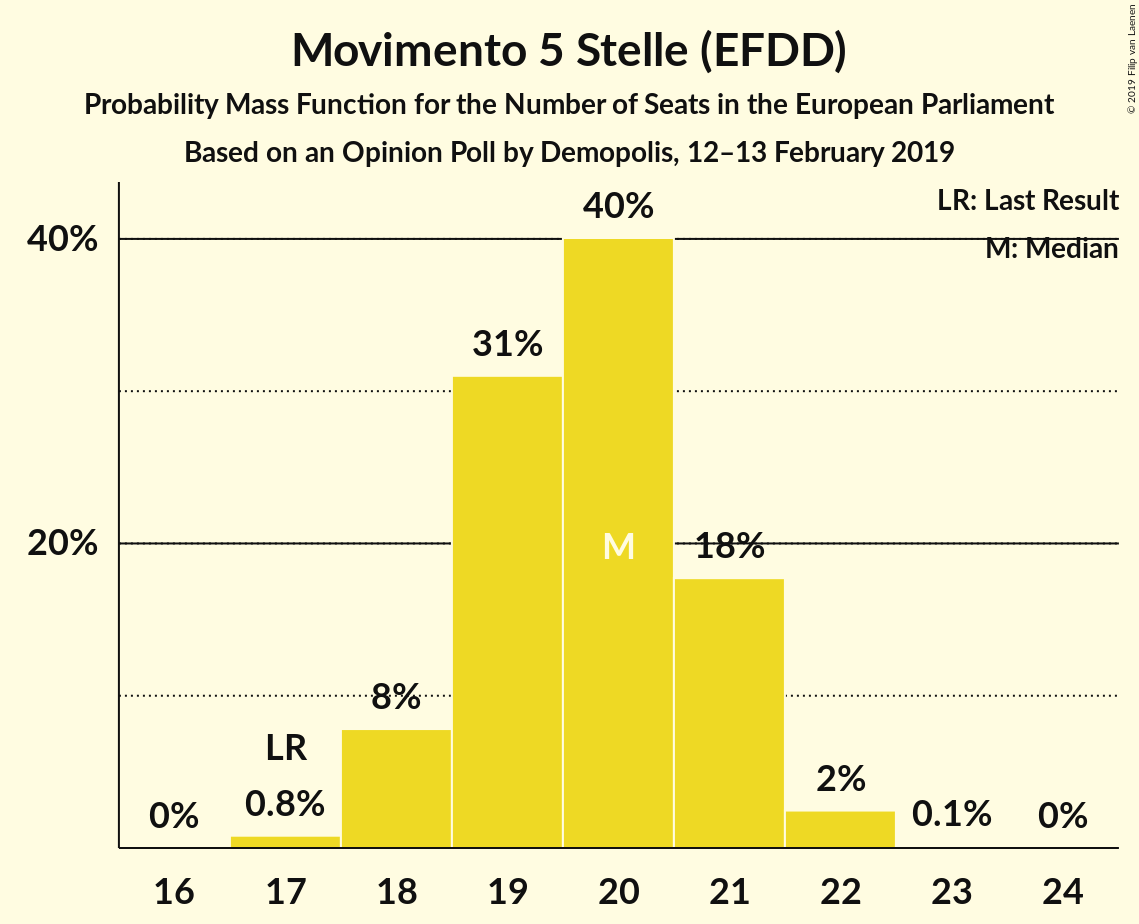 Movimento 5 Stelle (EFDD)
Probability Mass Function for the Number of Seats in the European Parliament
Based on an Opinion Poll by Demopolis, 12–13 February 2019
© 2019 Filip van Laenen
LR: Last Result
M: Median
40%
20%
0%
LR
0.8%
8%
31%
40%
M
18%
2%
0.1%
0%
16 17 18 19 20 21 22 23 24